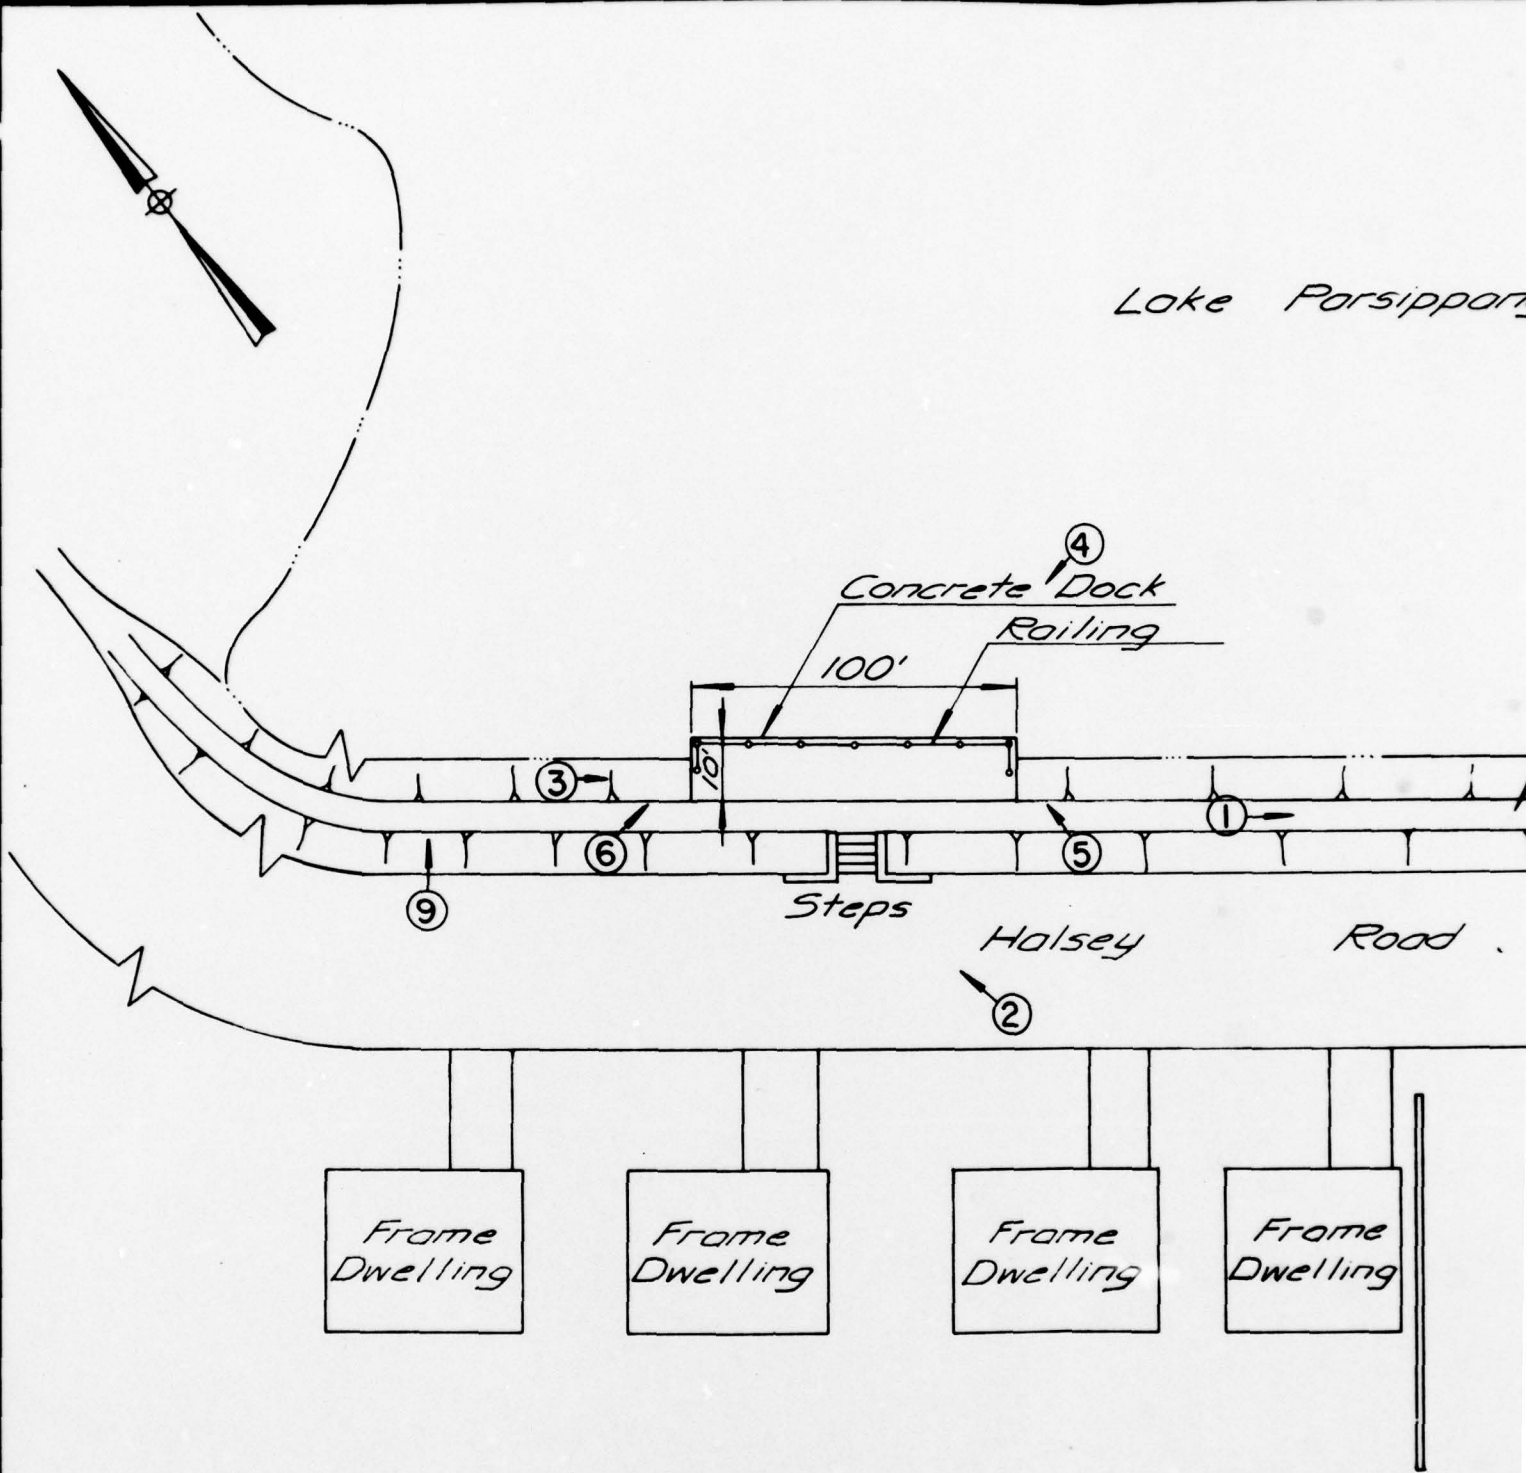 Lake Parsippany
④
Concrete Dock
Railing
100'
10'
③
①
⑥
⑤
⑨
Steps
Halsey Road
②
Frame
Dwelling
Frame
Dwelling
Frame
Dwelling
Frame
Dwelling